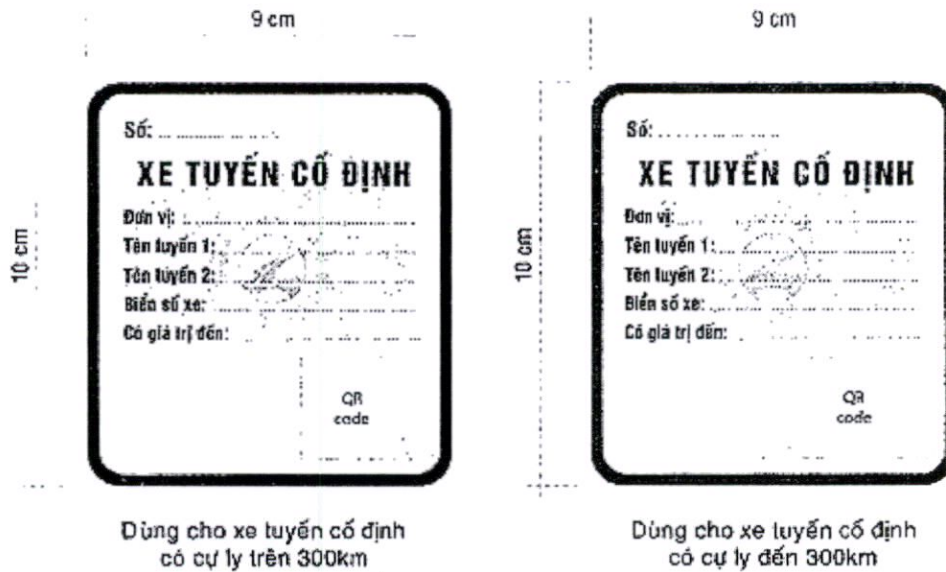 9 cm
10 cm
Số: ....................
XE TUYẾN CỐ ĐỊNH
Đơn vị: ....................
Tên tuyến 1: ....................
Tên tuyến 2: ....................
Biển số xe: ....................
Có giá trị đến: ....................
QR
code
Dùng cho xe tuyến cố định
có cự ly trên 300km
9 cm
10 cm
Số: ....................
XE TUYẾN CỐ ĐỊNH
Đơn vị: ....................
Tên tuyến 1: ....................
Tên tuyến 2: ....................
Biển số xe: ....................
Có giá trị đến: ....................
QR
code
Dùng cho xe tuyến cố định
có cự ly đến 300km